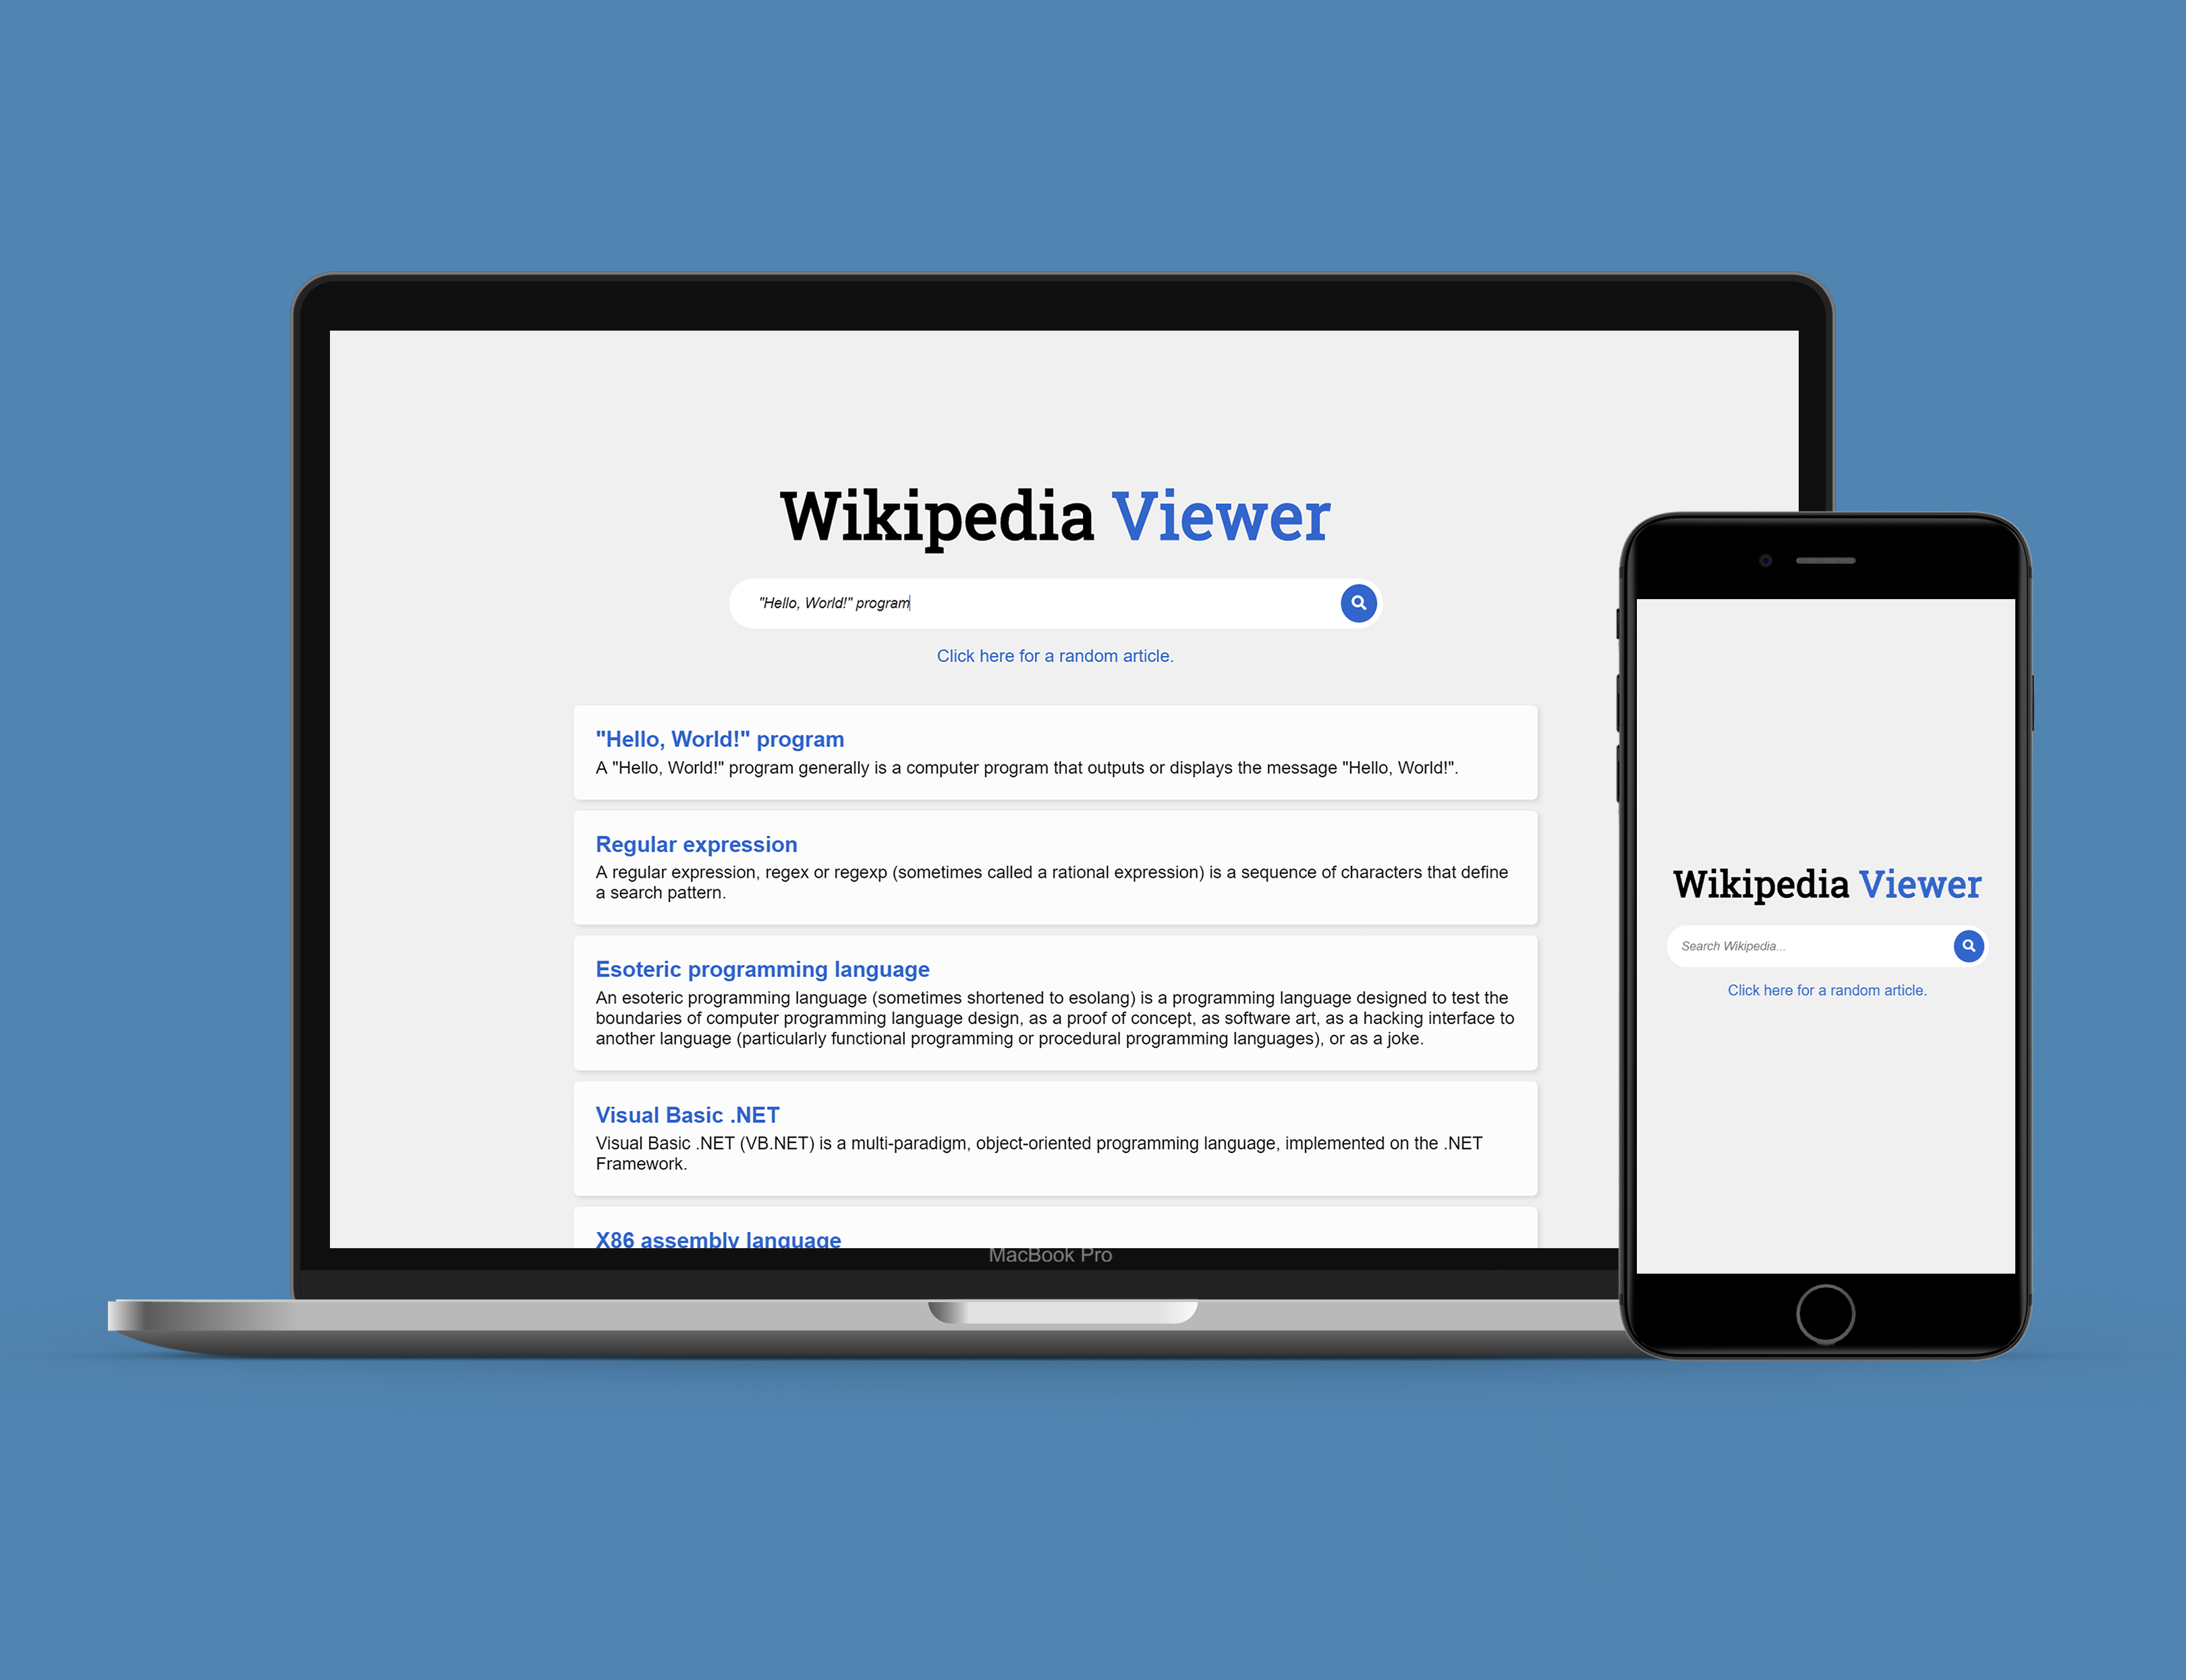 Wikipedia Viewer
"Hello, World!" program
Click here for a random article.
"Hello, World!" program
A "Hello, World!" program generally is a computer program that outputs or displays the message "Hello, World!".
Regular expression
A regular expression, regex or regexp (sometimes called a rational expression) is a sequence of characters that define
a search pattern.
Esoteric programming language
An esoteric programming language (sometimes shortened to esolang) is a programming language designed to test the
boundaries of computer programming language design, as a proof of concept, as software art, as a hacking interface to
another language (particularly functional programming or procedural programming languages), or as a joke.
Visual Basic .NET
Visual Basic .NET (VB.NET) is a multi-paradigm, object-oriented programming language, implemented on the .NET
Framework.
X86 assembly language
MacBook Pro
Wikipedia Viewer
Search Wikipedia...
Click here for a random article.